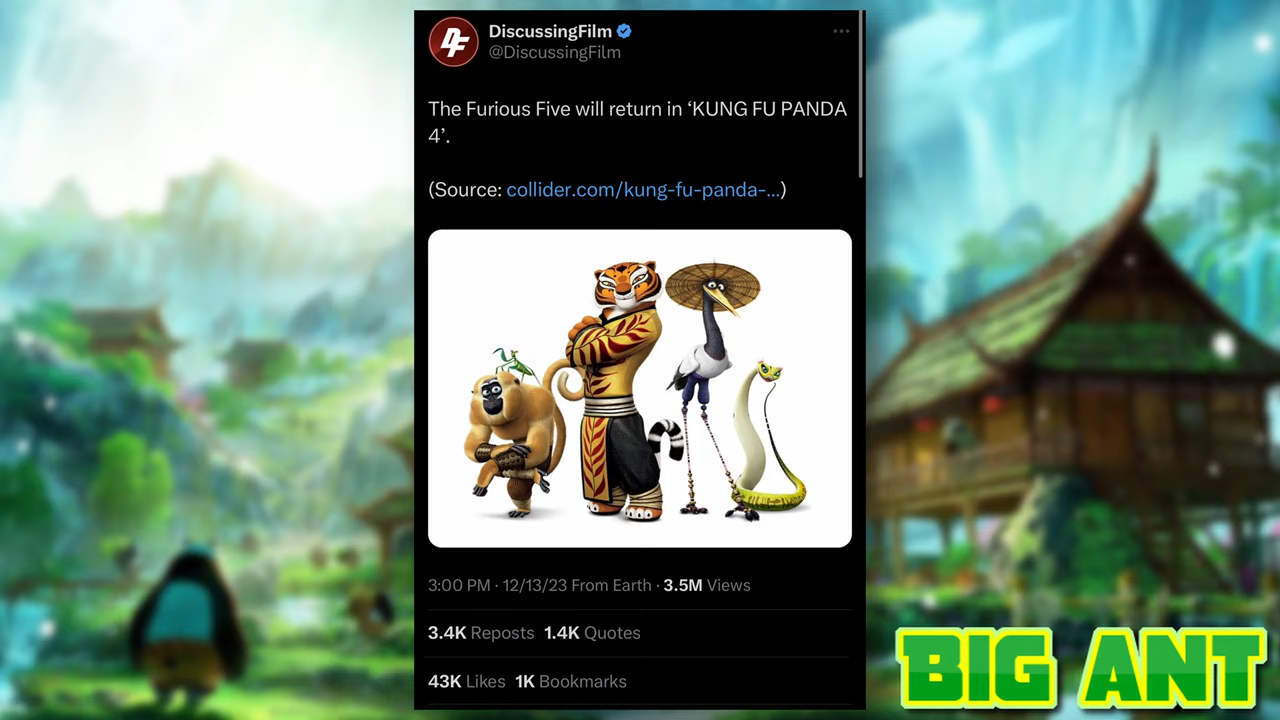 DiscussingFilm
@DiscussingFilm
The Furious Five will return in ‘KUNG FU PANDA
4’.
(Source: collider.com/kung-fu-panda-...)
3:00 PM · 12/13/23 From Earth · 3.5M Views
3.4K Reposts 1.4K Quotes
43K Likes 1K Bookmarks
BIG ANT